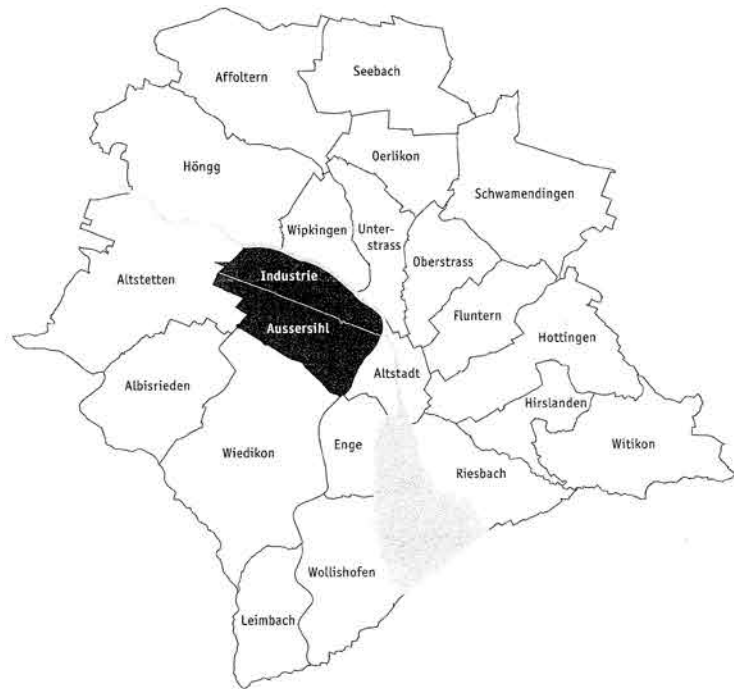 Seebach
Affoltern
Oerlikon
Höngg
Schwamendingen
Wipkingen
Unter-
strass
Oberstrass
Industrie
Altstetten
Fluntern
Aussersihl
Hottingen
Altstadt
Albisrieden
Hirslanden
Witikon
Enge
Wiedikon
Riesbach
Wollishofen
Leimbach